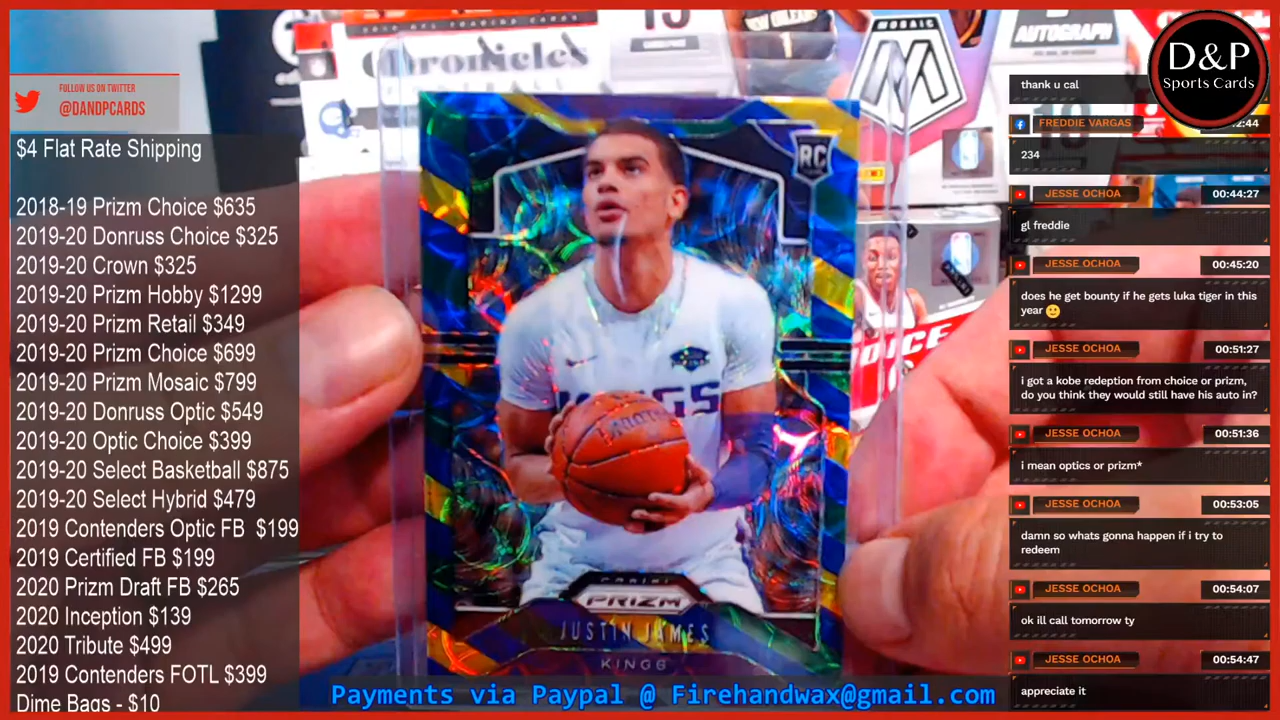 FOLLOW US ON TWITTER
@DANDPCARDS
$4 Flat Rate Shipping
2018-19 Prizm Choice $635
2019-20 Donruss Choice $325
2019-20 Crown $325
2019-20 Prizm Hobby $1299
2019-20 Prizm Retail $349
2019-20 Prizm Choice $699
2019-20 Prizm Mosaic $799
2019-20 Donruss Optic $549
2019-20 Optic Choice $399
2019-20 Select Basketball $875
2019-20 Select Hybrid $479
2019 Contenders Optic FB $199
2019 Certified FB $199
2020 Prizm Draft FB $265
2020 Inception $139
2020 Tribute $499
2019 Contenders FOTL $399
Dime Bags - $10
Chronicles
MOSAIC
AUTOGRAPH
RC
KINGS
PANINI
PRIZM
JUSTIN JAMES
KINGS
Payments via Paypal @ Firehandwax@gmail.com
D&P
Sports Cards
thank u cal
FREDDIE VARGAS
234
JESSE OCHOA 00:44:27
gl freddie
JESSE OCHOA 00:45:20
does he get bounty if he gets luka tiger in this
year 🙂
JESSE OCHOA 00:51:27
i got a kobe redeption from choice or prizm,
do you think they would still have his auto in?
JESSE OCHOA 00:51:36
i mean optics or prizm*
JESSE OCHOA 00:53:05
damn so whats gonna happen if i try to
redeem
JESSE OCHOA 00:54:07
ok ill call tomorrow ty
JESSE OCHOA 00:54:47
appreciate it